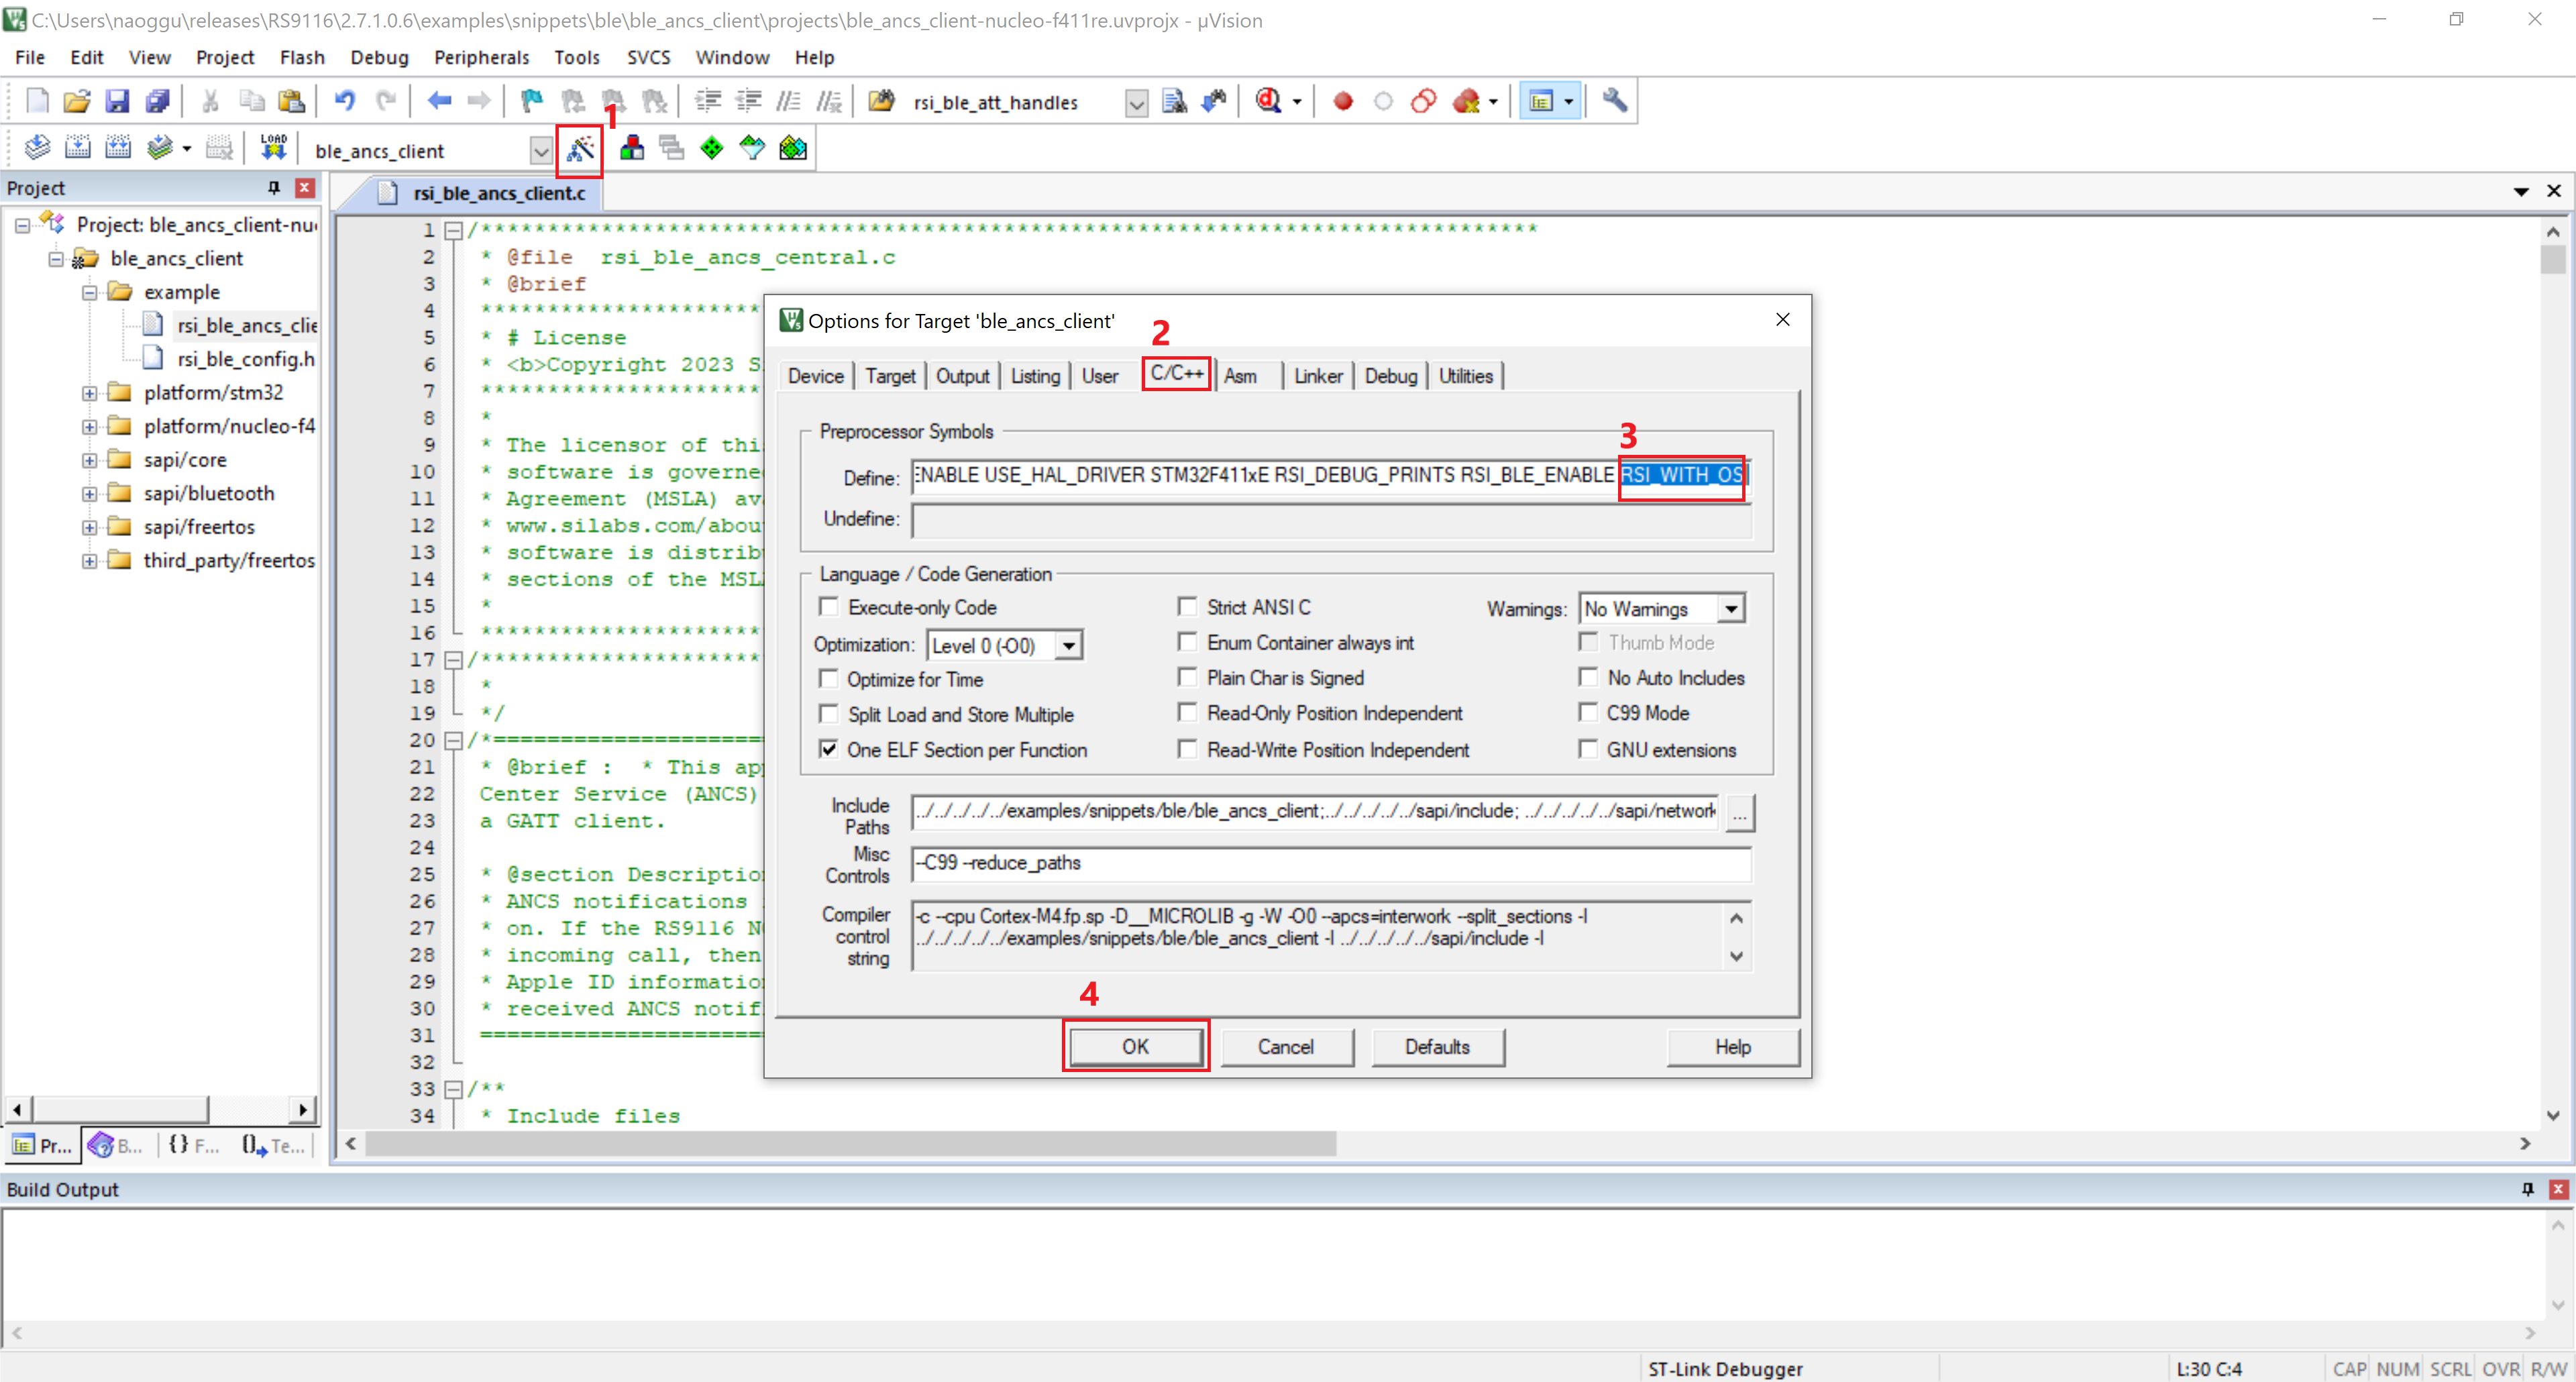 C:\Users\naoggu\releases\RS9116\2.7.1.0.6\examples\snippets\ble\ble_ancs_client\projects\ble_ancs_client-nucleo-f411re.uvprojx - µVision
File Edit View Project Flash Debug Peripherals Tools SVCS Window Help
rsi_ble_att_handles
1
LOAD
ble_ancs_client
Project
rsi_ble_ancs_client.c
Project: ble_ancs_client-nu
ble_ancs_client
example
rsi_ble_ancs_clie
rsi_ble_config.h
platform/stm32
platform/nucleo-f4
sapi/core
sapi/bluetooth
sapi/freertos
third_party/freertos
Pr... B... {} F... Te...
1 /*******************************************************************************
2 * @file rsi_ble_ancs_central.c
3 * @brief
4 *********************
5 * # License
6 * <b>Copyright 2023 S
7 *********************
8 *
9 * The licensor of thi
10 * software is governe
11 * Agreement (MSLA) av
12 * www.silabs.com/abou
13 * software is distrib
14 * sections of the MSL
15 *
16 *********************
17 /*********************
18 *
19 */
20 /*====================
21 * @brief : * This ap
22 Center Service (ANCS)
23 a GATT client.
24
25 * @section Descriptio
26 * ANCS notifications
27 * on. If the RS9116 N
28 * incoming call, then
29 * Apple ID informatio
30 * received ANCS notif
31 =====================
32
33 /**
34 * Include files
Options for Target 'ble_ancs_client'
2
Device Target Output Listing User C/C++ Asm Linker Debug Utilities
Preprocessor Symbols
3
Define: ENABLE USE_HAL_DRIVER STM32F411xE RSI_DEBUG_PRINTS RSI_BLE_ENABLE RSI_WITH_OS
Undefine:
Language / Code Generation
Execute-only Code
Strict ANSI C
Warnings: No Warnings
Optimization: Level 0 (-O0)
Enum Container always int
Thumb Mode
Optimize for Time
Plain Char is Signed
No Auto Includes
Split Load and Store Multiple
Read-Only Position Independent
C99 Mode
One ELF Section per Function
Read-Write Position Independent
GNU extensions
Include
Paths
../../../../../examples/snippets/ble/ble_ancs_client;../../../../../sapi/include; ../../../../../sapi/network
...
Misc
Controls
--C99 --reduce_paths
Compiler
control
string
-c --cpu Cortex-M4.fp.sp -D__MICROLIB -g -W -O0 --apcs=interwork --split_sections -I
../../../../../examples/snippets/ble/ble_ancs_client -I ../../../../../sapi/include -I
4
OK Cancel Defaults Help
Build Output
ST-Link Debugger L:30 C:4 CAP NUM SCRL OVR R/W